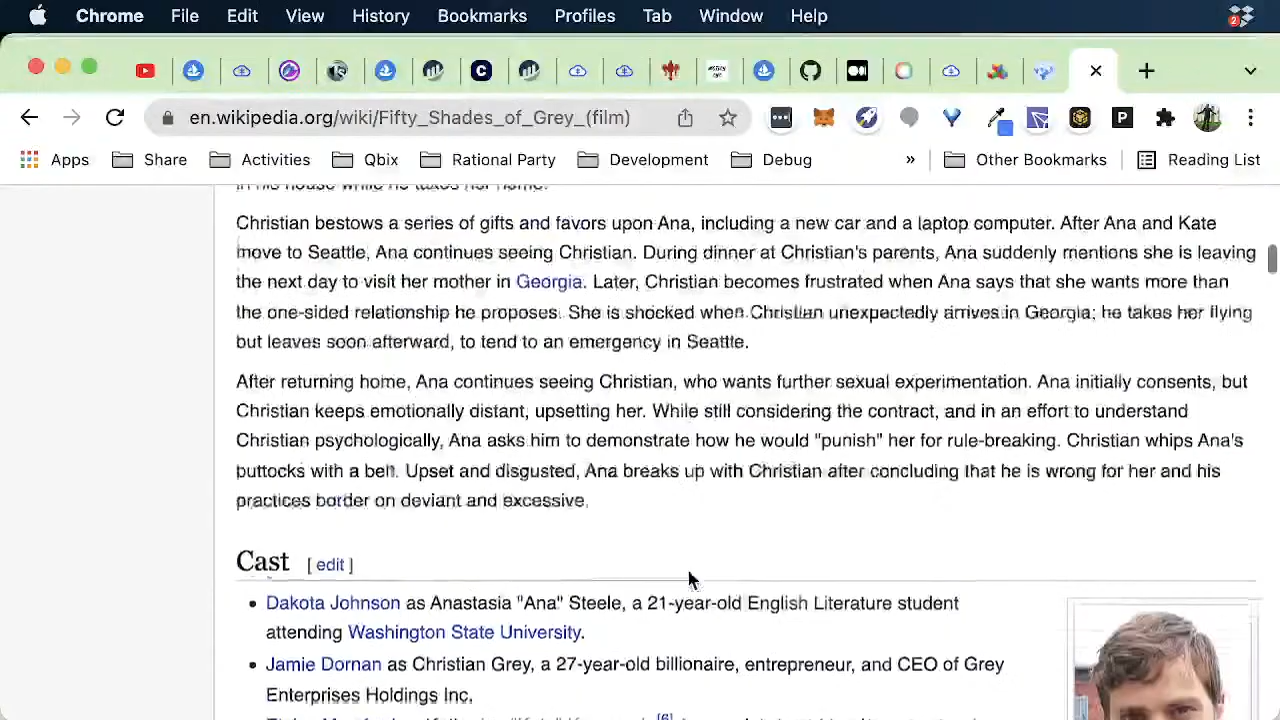 Chrome File Edit View History Bookmarks Profiles Tab Window Help
2
en.wikipedia.org/wiki/Fifty_Shades_of_Grey_(film)
Apps Share Activities Qbix Rational Party Development Debug » Other Bookmarks Reading List
in his house while he takes her home.
Christian bestows a series of gifts and favors upon Ana, including a new car and a laptop computer. After Ana and Kate
move to Seattle, Ana continues seeing Christian. During dinner at Christian's parents, Ana suddenly mentions she is leaving
the next day to visit her mother in Georgia. Later, Christian becomes frustrated when Ana says that she wants more than
the one-sided relationship he proposes. She is shocked when Christian unexpectedly arrives in Georgia; he takes her flying
but leaves soon afterward, to tend to an emergency in Seattle.
After returning home, Ana continues seeing Christian, who wants further sexual experimentation. Ana initially consents, but
Christian keeps emotionally distant, upsetting her. While still considering the contract, and in an effort to understand
Christian psychologically, Ana asks him to demonstrate how he would "punish" her for rule-breaking. Christian whips Ana's
buttocks with a belt. Upset and disgusted, Ana breaks up with Christian after concluding that he is wrong for her and his
practices border on deviant and excessive.
Cast [ edit ]
• Dakota Johnson as Anastasia "Ana" Steele, a 21-year-old English Literature student
attending Washington State University.
• Jamie Dornan as Christian Grey, a 27-year-old billionaire, entrepreneur, and CEO of Grey
Enterprises Holdings Inc.
[6]